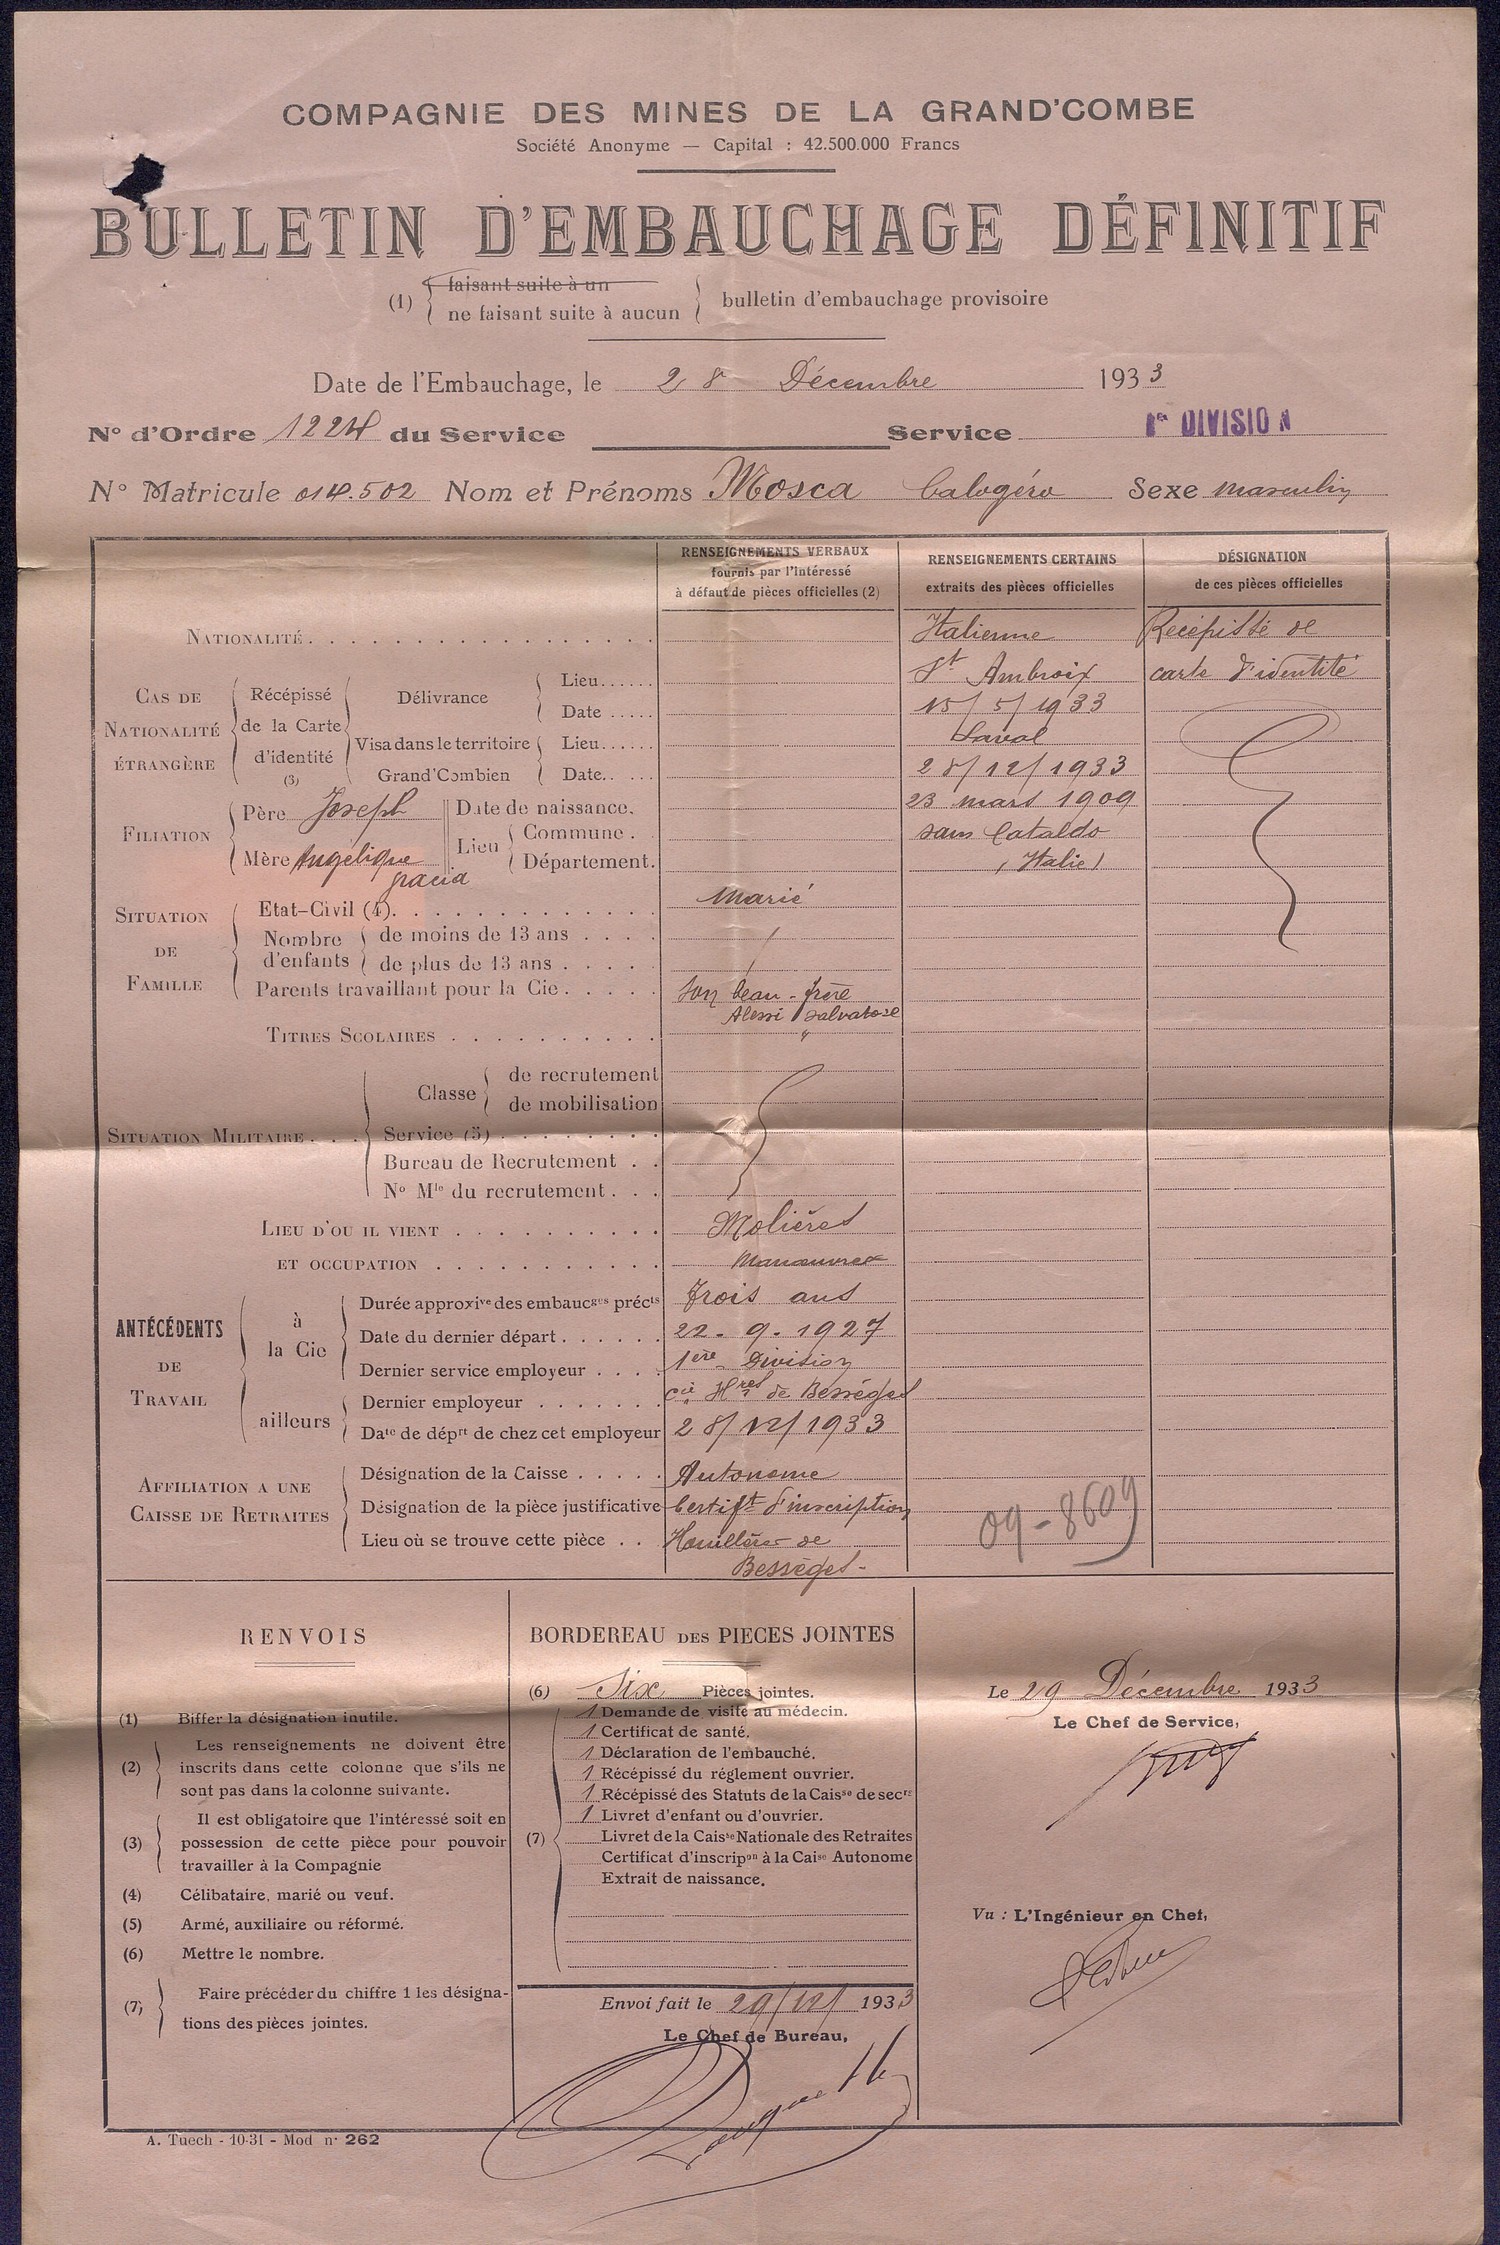 COMPAGNIE DES MINES DE LA GRAND'COMBE
Société Anonyme — Capital : 42.500.000 Francs
BULLETIN D'EMBAUCHAGE DÉFINITIF
(1) faisant suite à un
ne faisant suite à aucun bulletin d'embauchage provisoire
Date de l'Embauchage, le 28 Décembre 1933
N° d'Ordre 1224 du Service Service 1re DIVISION
N° Matricule 014.502 Nom et Prénoms Mosca Calogéro Sexe masculin
RENSEIGNEMENTS VERBAUX fournis par l'intéressé à défaut de pièces officielles (2)
RENSEIGNEMENTS CERTAINS extraits des pièces officielles
DÉSIGNATION de ces pièces officielles
NATIONALITÉ Italienne Récépissé de
CAS DE NATIONALITÉ ÉTRANGÈRE
Récépissé de la Carte d'identité (3)
Délivrance Lieu St Ambroix carte d'identité
Date 15/5/1933
Visa dans le territoire Grand'Combien Lieu Laval
Date 28/12/1933
FILIATION
Père Joseph Date de naissance. 23 mars 1909
Lieu Commune San Cataldo
Mère Angélique gracia Département. (Italie)
SITUATION DE FAMILLE
Etat-Civil (4) marié
Nombre d'enfants de moins de 13 ans
de plus de 13 ans
Parents travaillant pour la Cie Son beau-frère
Alessi Salvatore
TITRES SCOLAIRES "
SITUATION MILITAIRE
Classe de recrutement
de mobilisation
Service (5)
Bureau de Recrutement
N° Mle du recrutement
LIEU D'OU IL VIENT Molières
ET OCCUPATION Manœuvre
ANTÉCÉDENTS DE TRAVAIL
à la Cie
Durée approxive des embaucgus précts Trois ans
Date du dernier départ 22-9-1927
Dernier service employeur 1ère Division
ailleurs
Dernier employeur Cie Hres de Bességes
Date de déprt de chez cet employeur 28/12/1933
AFFILIATION A UNE CAISSE DE RETRAITES
Désignation de la Caisse Autonome
Désignation de la pièce justificative Certift d'inscription
Lieu où se trouve cette pièce Houillères de
Bességes -
09-8609
RENVOIS
(1) Biffer la désignation inutile.
(2) Les renseignements ne doivent être
inscrits dans cette colonne que s'ils ne
sont pas dans la colonne suivante.
(3) Il est obligatoire que l'intéressé soit en
possession de cette pièce pour pouvoir
travailler à la Compagnie
(4) Célibataire, marié ou veuf.
(5) Armé, auxiliaire ou réformé.
(6) Mettre le nombre.
(7) Faire précéder du chiffre 1 les désigna-
tions des pièces jointes.
BORDEREAU DES PIECES JOINTES
(6) Six Pièces jointes.
1 Demande de visite au médecin.
1 Certificat de santé.
1 Déclaration de l'embauché.
1 Récépissé du réglement ouvrier.
1 Récépissé des Statuts de la Caisse de secrs
1 Livret d'enfant ou d'ouvrier.
(7) Livret de la Caisse Nationale des Retraites
Certificat d'inscripon à la Caise Autonome
Extrait de naissance.
Envoi fait le 29/12/ 1933
Le Chef de Bureau,
Le 29 Décembre 1933
Le Chef de Service,
Vu : L'Ingénieur en Chef,
A. Tuech - 10-31 - Mod n° 262